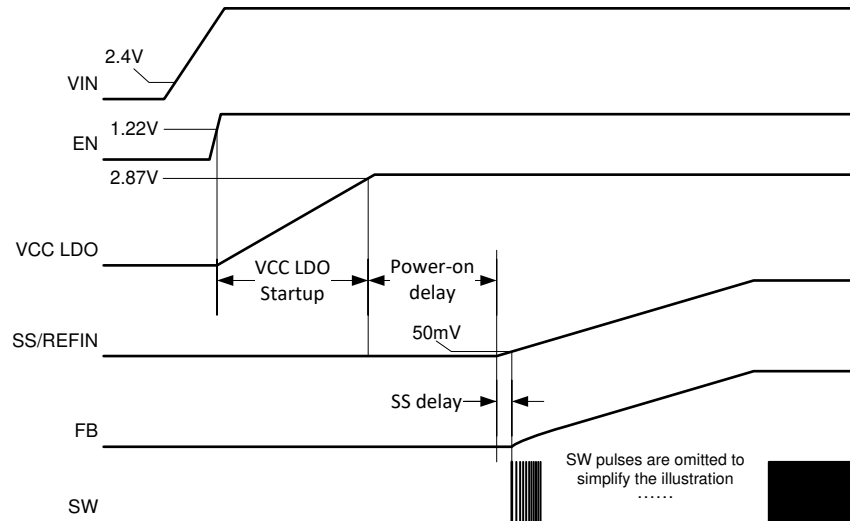 2.4V
VIN
1.22V
EN
2.87V
VCC LDO
VCC LDO
Startup
Power-on
delay
50mV
SS/REFIN
SS delay
FB
SW pulses are omitted to
simplify the illustration
......
SW